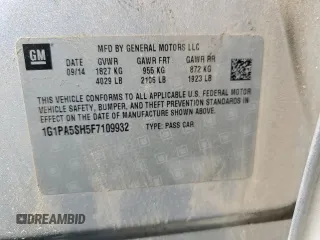 GM
MFD BY GENERAL MOTORS LLC
DATE GVWR GAWR FRT GAWR RR
09/14 1827 KG 955 KG 872 KG
4029 LB 2106 LB 1923 LB
THIS VEHICLE CONFORMS TO ALL APPLICABLE U.S. FEDERAL MOTOR
VEHICLE SAFETY, BUMPER, AND THEFT PREVENTION STANDARDS IN
EFFECT ON THE DATE OF MANUFACTURE SHOWN ABOVE.
1G1PA5SH5F7109932 TYPE: PASS CAR
DREAMBID